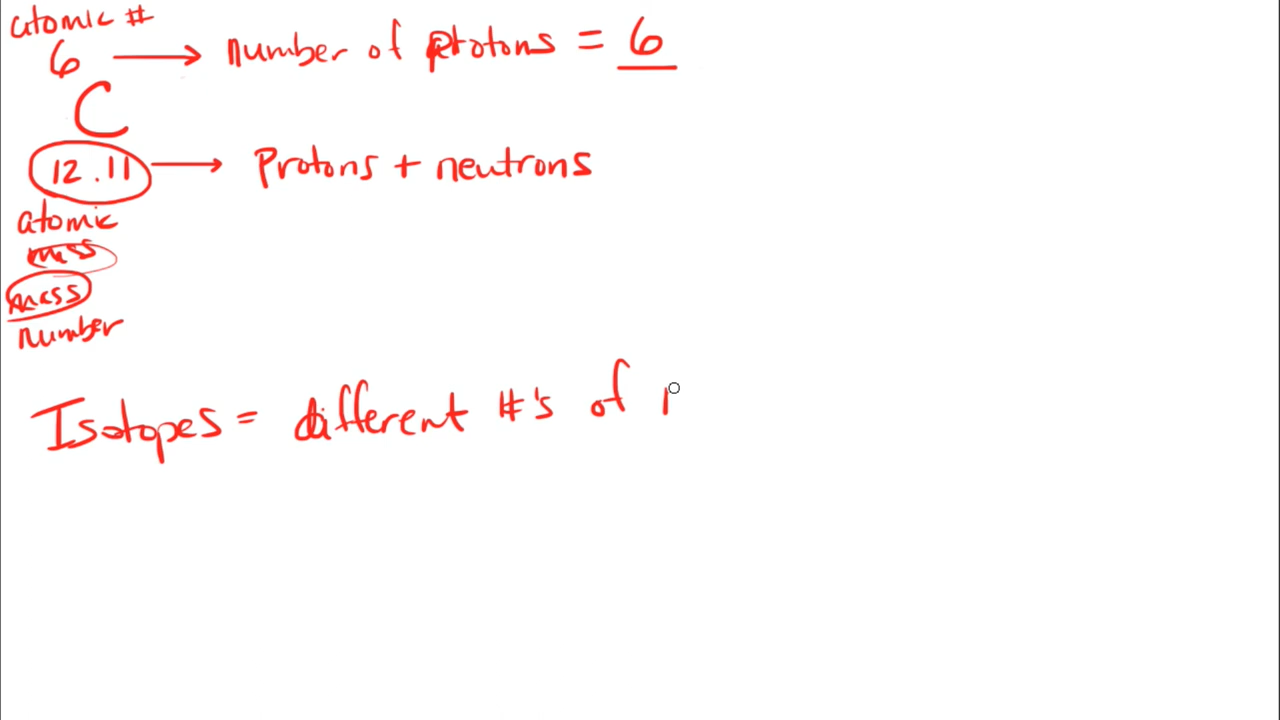 atomic #
6 → number of protons = 6
C
12.11 → Protons + neutrons
atomic
mass
mass
number
Isotopes = different #'s of